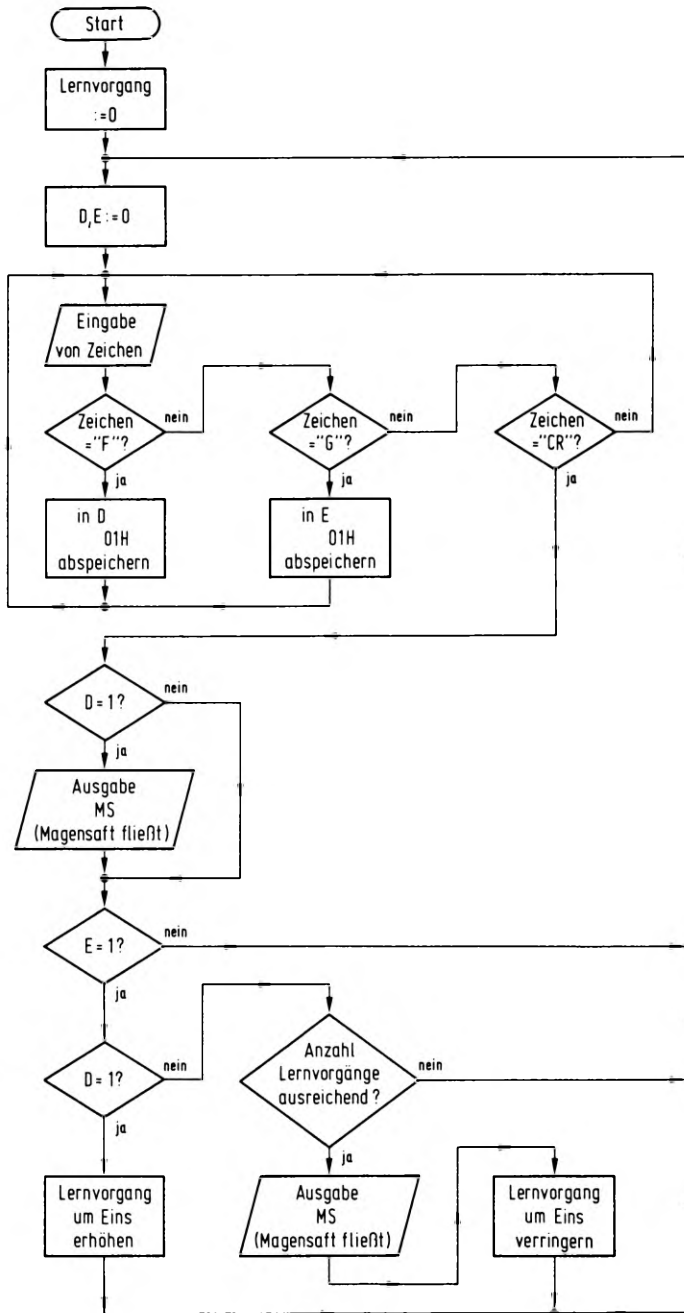 Start
Lernvorgang
:=0
D,E:=0
Eingabe
von Zeichen
Zeichen
="F"?
nein
ja
Zeichen
="G"?
nein
ja
Zeichen
="CR"?
nein
ja
in D
01H
abspeichern
in E
01H
abspeichern
D=1?
nein
ja
Ausgabe
MS
(Magensaft fließt)
E=1?
nein
ja
D=1?
nein
ja
Anzahl
Lernvorgänge
ausreichend?
nein
ja
Lernvorgang
um Eins
erhöhen
Ausgabe
MS
(Magensaft fließt)
Lernvorgang
um Eins
verringern